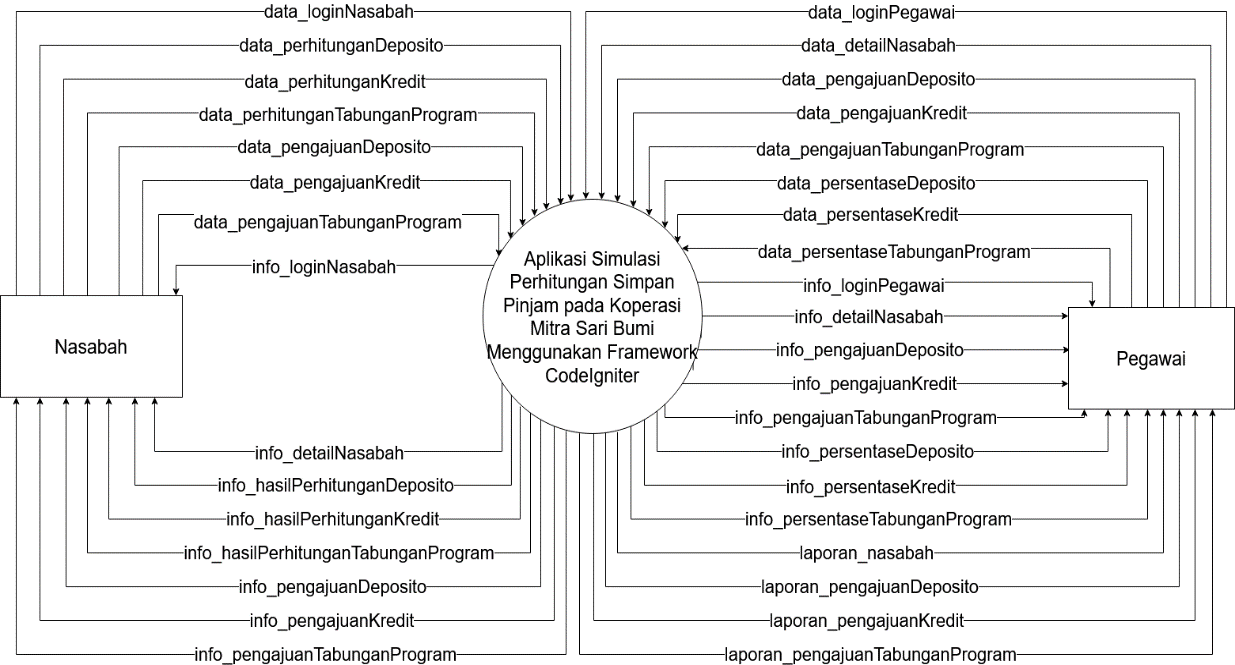 data_loginNasabah
data_perhitunganDeposito
data_perhitunganKredit
data_perhitunganTabunganProgram
data_pengajuanDeposito
data_pengajuanKredit
data_pengajuanTabunganProgram
info_loginNasabah
Nasabah
info_detailNasabah
info_hasilPerhitunganDeposito
info_hasilPerhitunganKredit
info_hasilPerhitunganTabunganProgram
info_pengajuanDeposito
info_pengajuanKredit
info_pengajuanTabunganProgram
Aplikasi Simulasi
Perhitungan Simpan
Pinjam pada Koperasi
Mitra Sari Bumi
Menggunakan Framework
CodeIgniter
data_loginPegawai
data_detailNasabah
data_pengajuanDeposito
data_pengajuanKredit
data_pengajuanTabunganProgram
data_persentaseDeposito
data_persentaseKredit
data_persentaseTabunganProgram
info_loginPegawai
info_detailNasabah
info_pengajuanDeposito
info_pengajuanKredit
info_pengajuanTabunganProgram
Pegawai
info_persentaseDeposito
info_persentaseKredit
info_persentaseTabunganProgram
laporan_nasabah
laporan_pengajuanDeposito
laporan_pengajuanKredit
laporan_pengajuanTabunganProgram